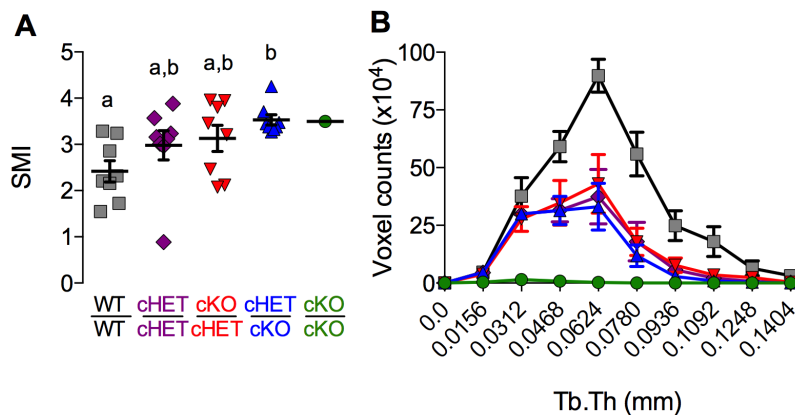 A
SMI
5
4
3
2
1
0
a
a,b
a,b
b
WT cHET cKO cHET cKO
WT cHET cHET cKO cKO
B
Voxel counts (x10⁴)
100
75
50
25
0
0.0
0.0156
0.0312
0.0468
0.0624
0.0780
0.0936
0.1092
0.1248
0.1404
Tb.Th (mm)